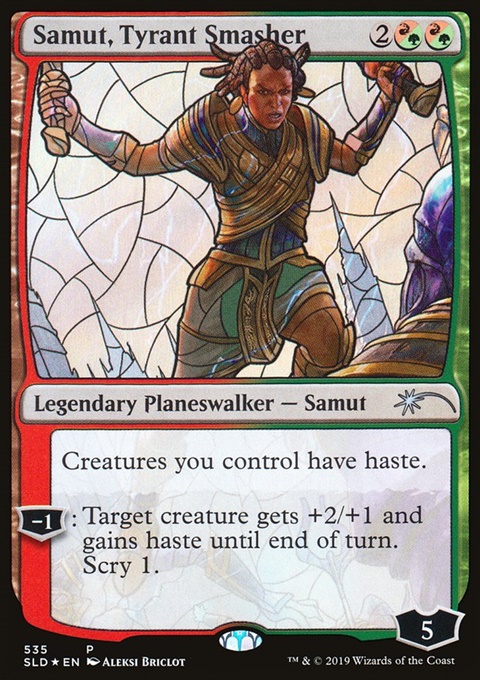 Samut, Tyrant Smasher 2
Legendary Planeswalker — Samut
Creatures you control have haste.
-1: Target creature gets +2/+1 and
gains haste until end of turn.
Scry 1.
5
535 P
SLD ★ EN Aleksi Briclot
™ & © 2019 Wizards of the Coast